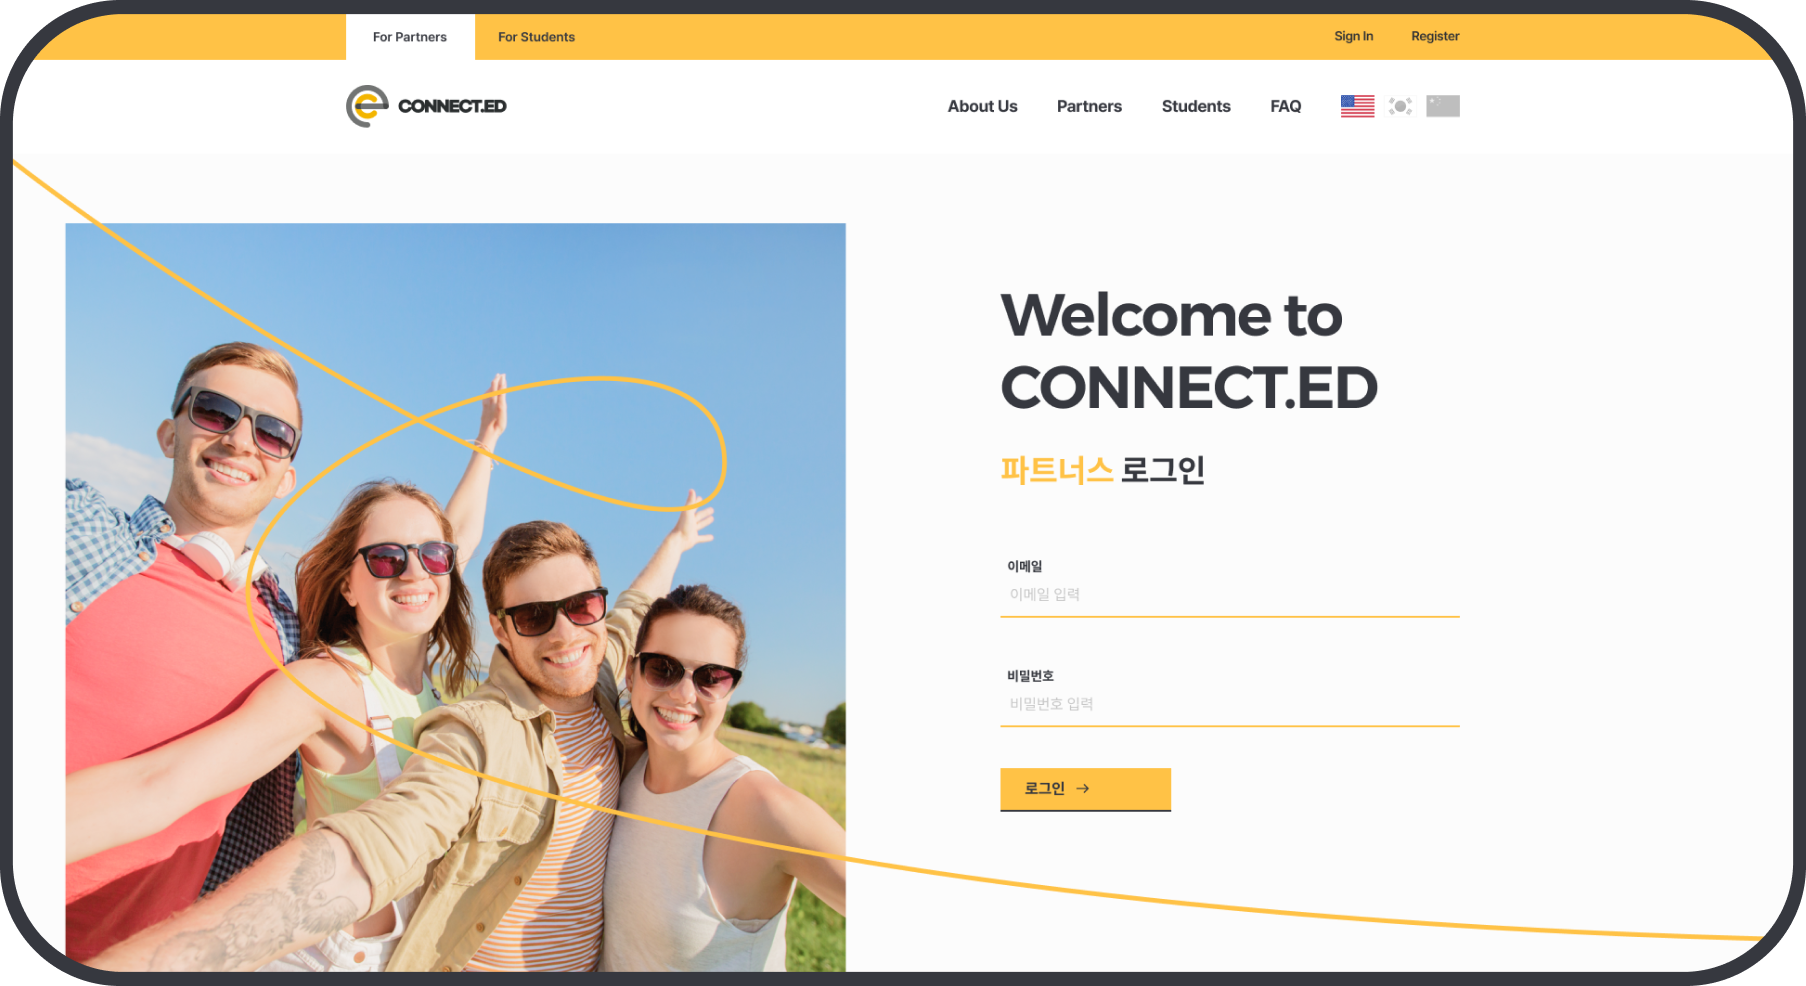 For Partners
For Students
Sign In
Register
CONNECT.ED
About Us
Partners
Students
FAQ
Welcome to
CONNECT.ED
파트너스 로그인
이메일
이메일 입력
비밀번호
비밀번호 입력
로그인 →